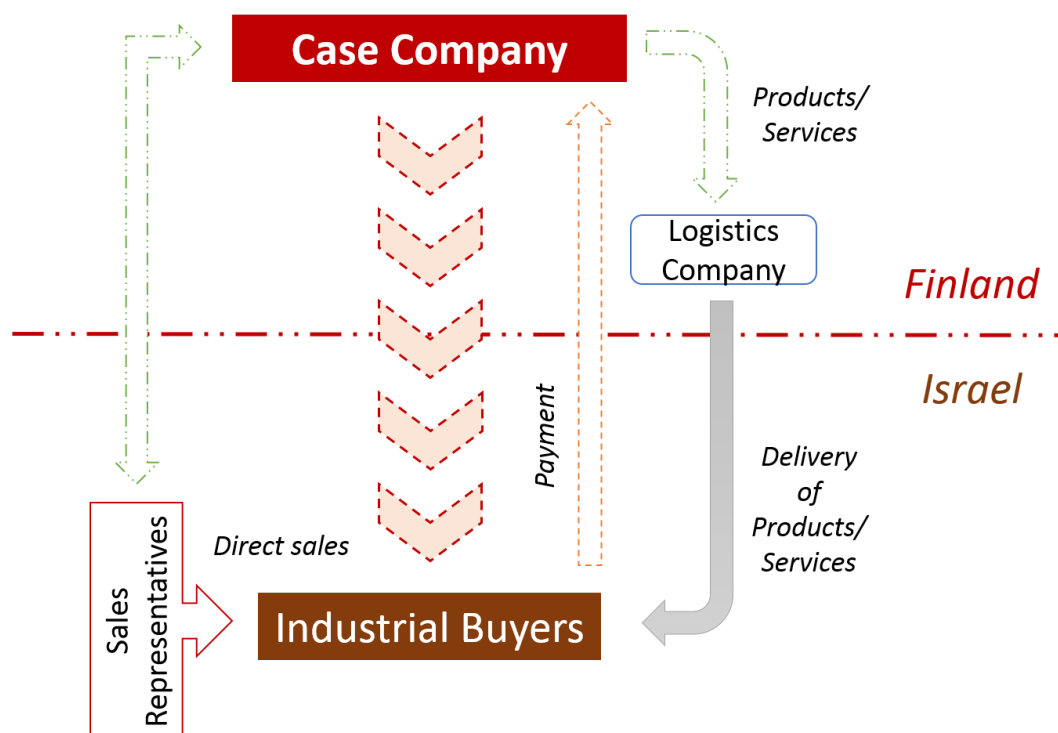 Case Company
Products/
Services
Logistics
Company
Finland
Israel
Payment
Delivery
of
Products/
Services
Direct sales
Sales
Representatives
Industrial Buyers